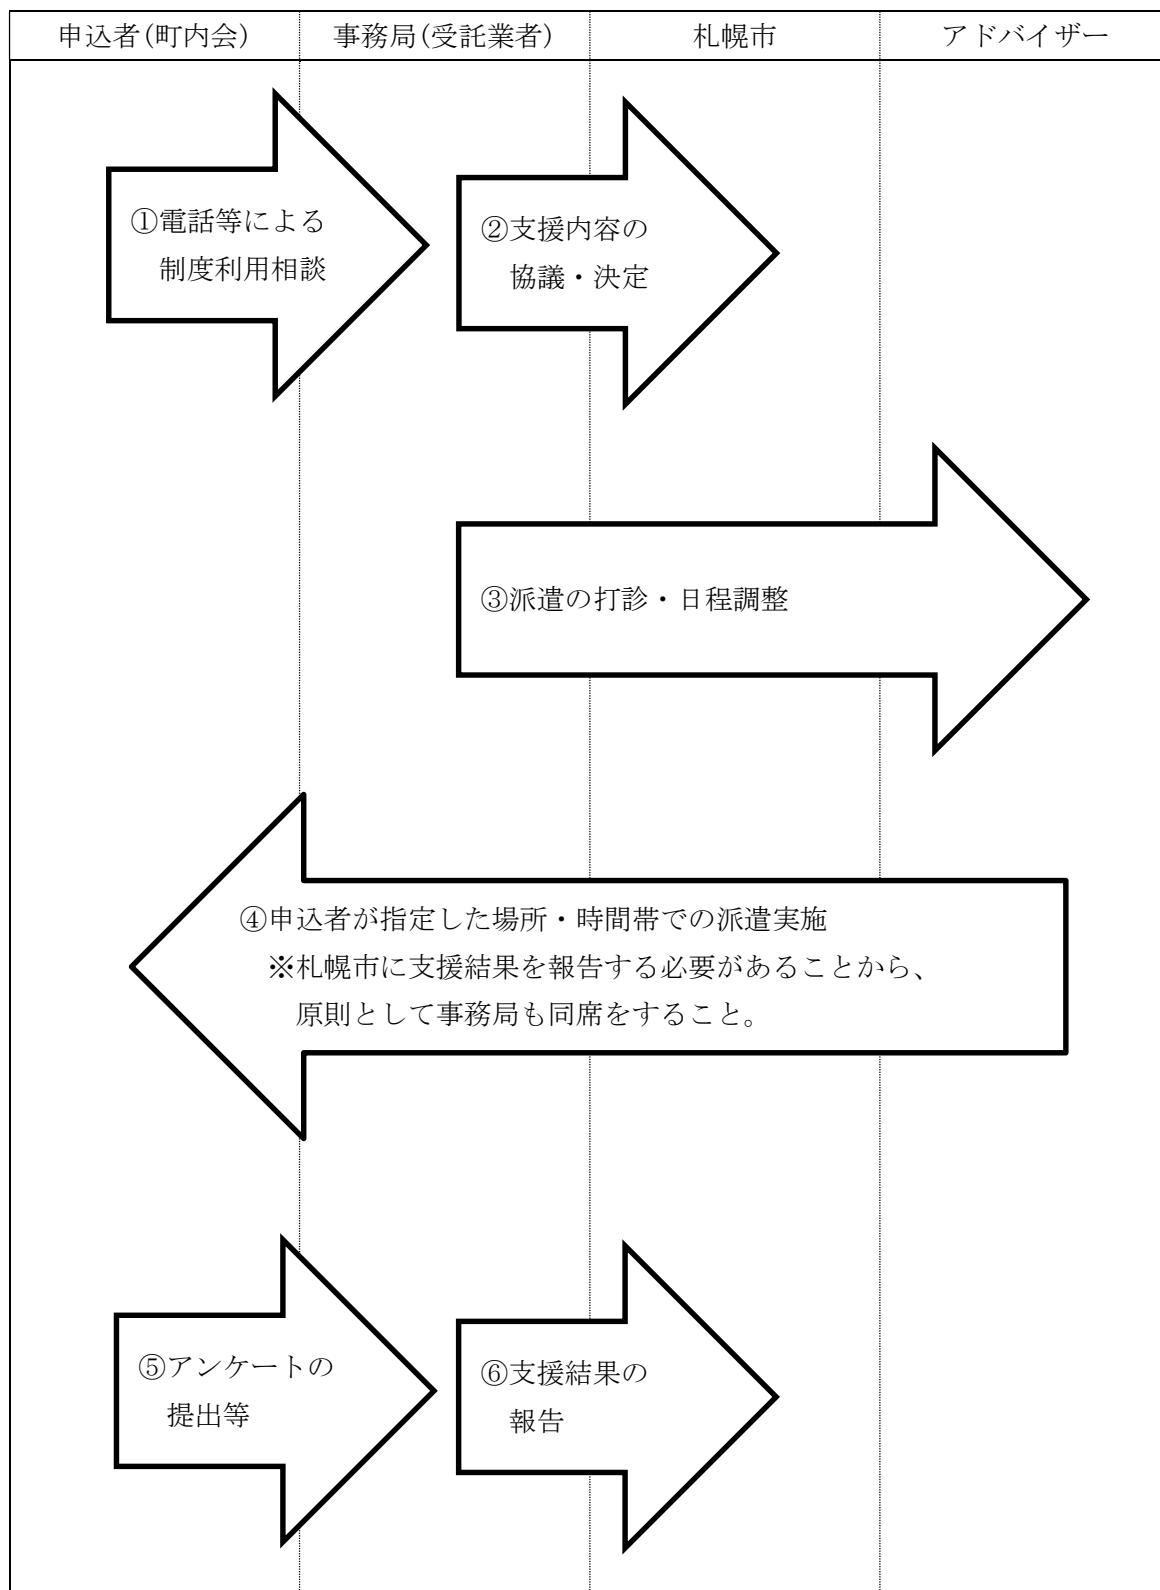 申込者(町内会) 事務局(受託業者) 札幌市 アドバイザー
①電話等による
制度利用相談
②支援内容の
協議・決定
③派遣の打診・日程調整
④申込者が指定した場所・時間帯での派遣実施
※札幌市に支援結果を報告する必要があることから、
原則として事務局も同席をすること。
⑤アンケートの
提出等
⑥支援結果の
報告